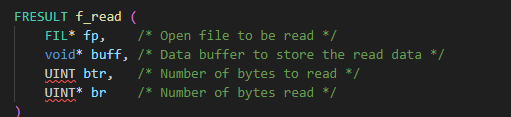 FRESULT f_read (
    FIL* fp,    /* Open file to be read */
    void* buff, /* Data buffer to store the read data */
    UINT btr,   /* Number of bytes to read */
    UINT* br    /* Number of bytes read */
)